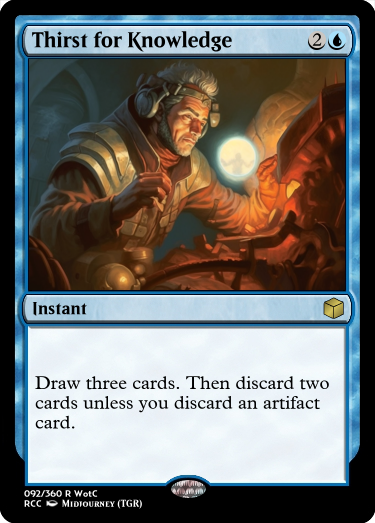 Thirst for Knowledge 2
Instant
Draw three cards. Then discard two
cards unless you discard an artifact
card.
092/360 R WotC
RCC Midjourney (TGR)